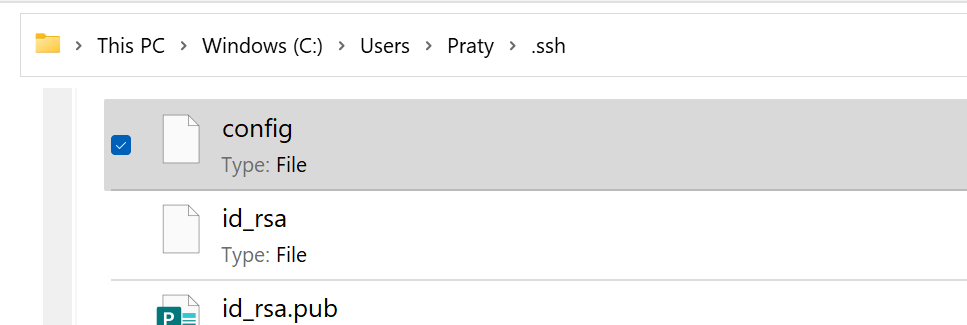 This PC > Windows (C:) > Users > Praty > .ssh
config
Type: File
id_rsa
Type: File
id_rsa.pub